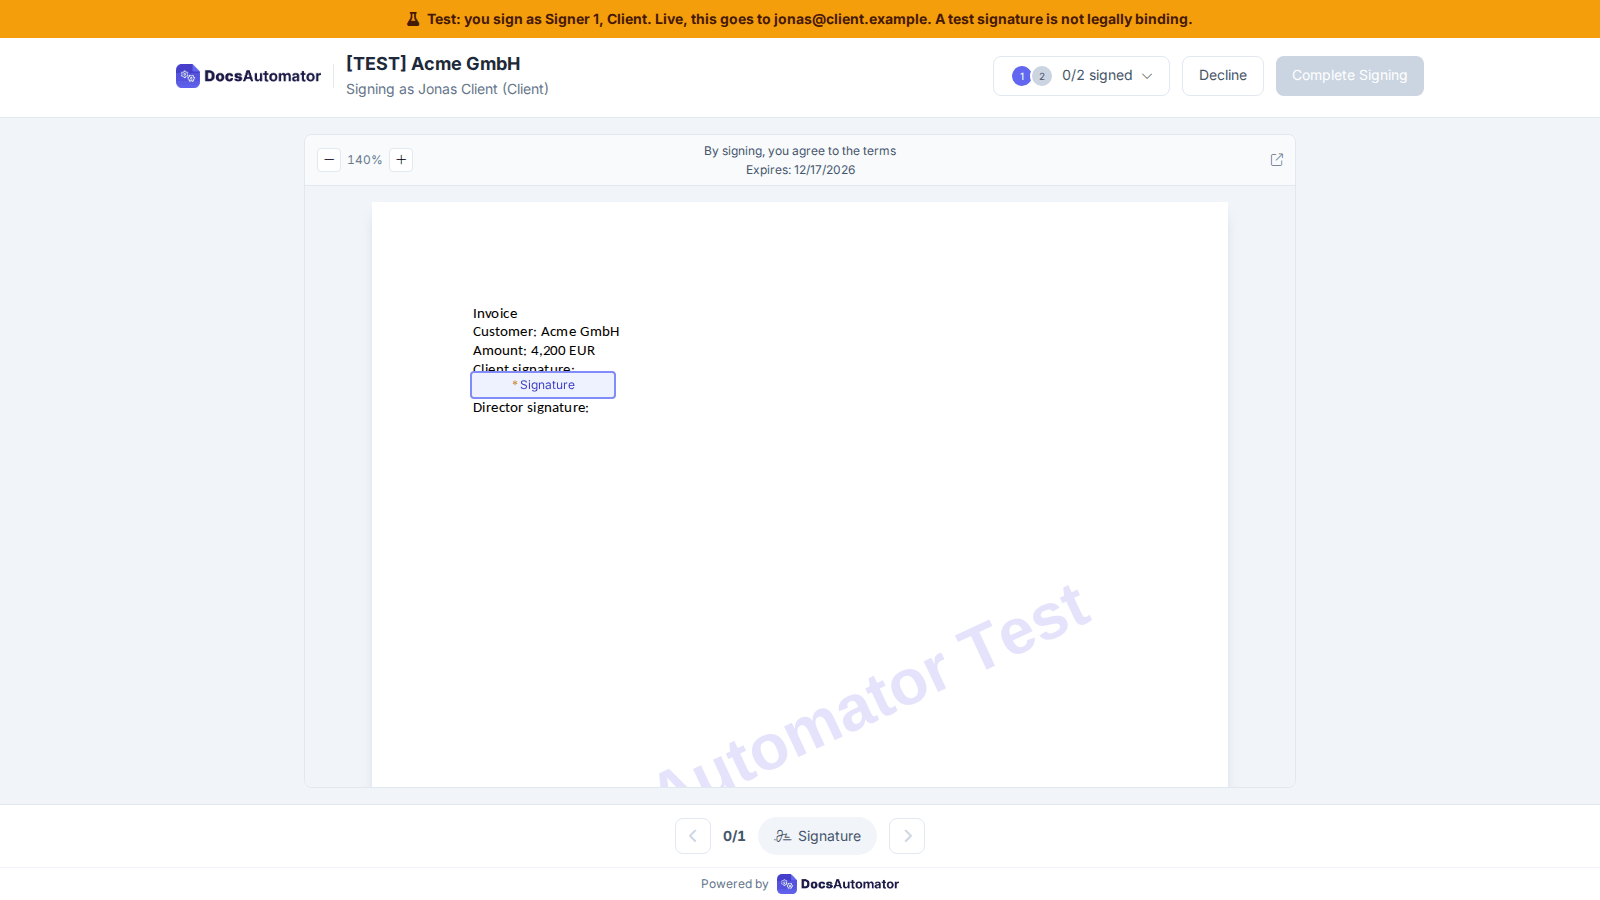 Test: you sign as Signer 1, Client. Live, this goes to jonas@client.example. A test signature is not legally binding.
DocsAutomator
[TEST] Acme GmbH
Signing as Jonas Client (Client)
1 2 0/2 signed
Decline
Complete Signing
140%
By signing, you agree to the terms
Expires: 12/17/2026
Invoice
Customer: Acme GmbH
Amount: 4,200 EUR
Client signature:
* Signature
Director signature:
Automator Test
0/1
Signature
Powered by DocsAutomator